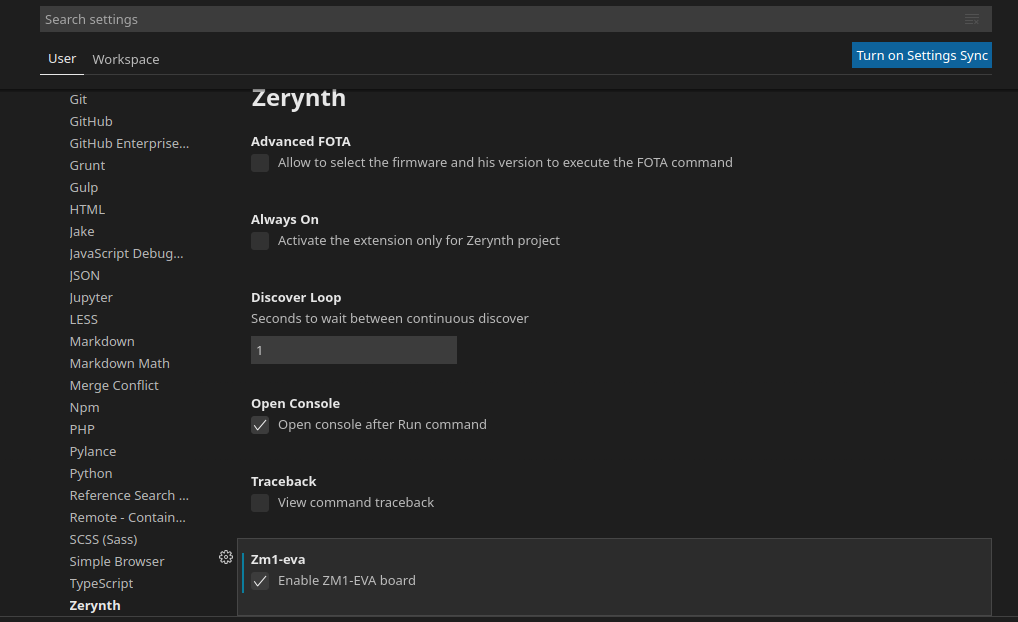 Search settings
User
Workspace
Turn on Settings Sync
Git
GitHub
GitHub Enterprise...
Grunt
Gulp
HTML
Jake
JavaScript Debug...
JSON
Jupyter
LESS
Markdown
Markdown Math
Merge Conflict
Npm
PHP
Pylance
Python
Reference Search ...
Remote - Contain...
SCSS (Sass)
Simple Browser
TypeScript
Zerynth
Zerynth
Advanced FOTA
Allow to select the firmware and his version to execute the FOTA command
Always On
Activate the extension only for Zerynth project
Discover Loop
Seconds to wait between continuous discover
1
Open Console
Open console after Run command
Traceback
View command traceback
Zm1-eva
Enable ZM1-EVA board